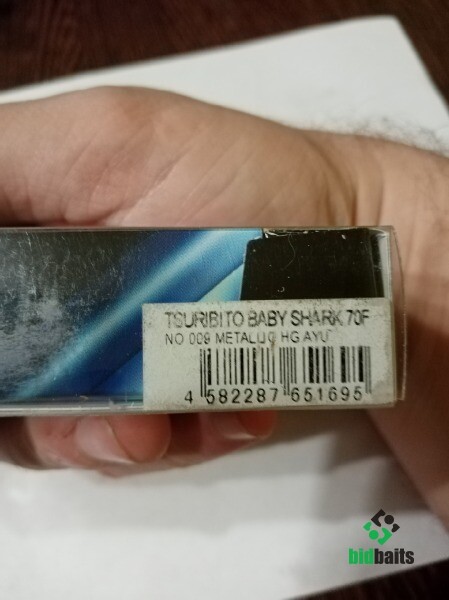 TSURIBITO BABY SHARK 70F
NO 009 METALLIC HG AYU
4 582287 651695
bidbaits